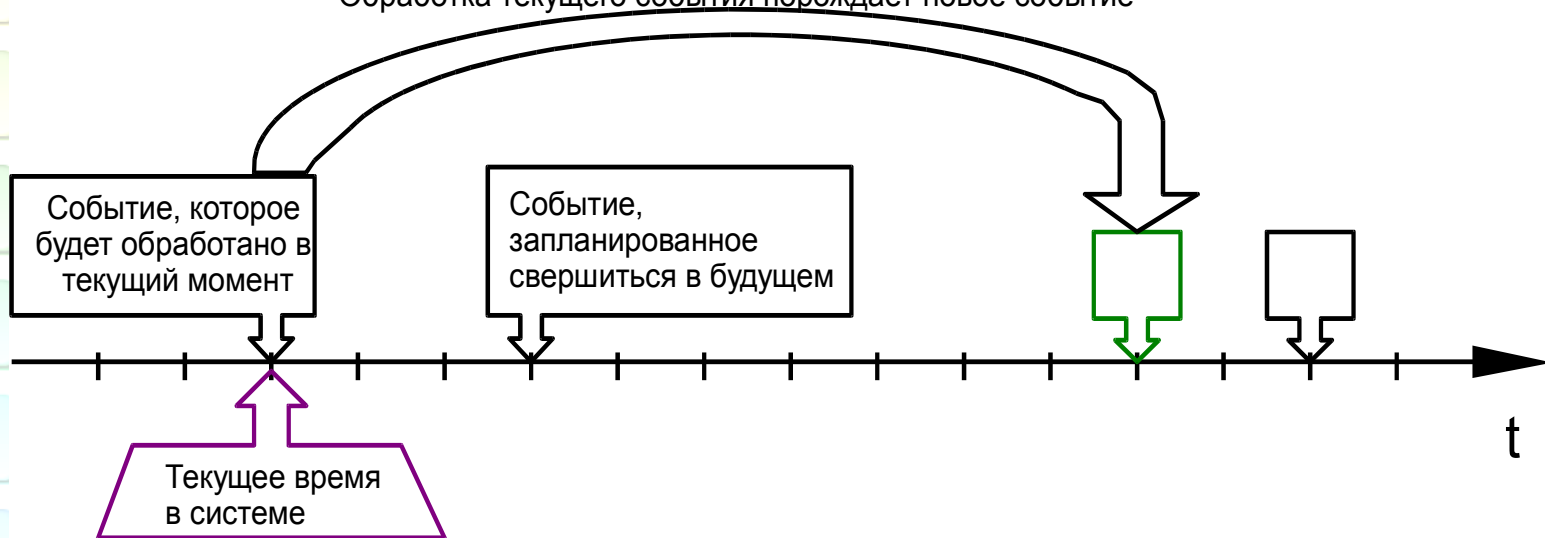 Обработка текущего события порождает новое событие
Событие, которое
будет обработано в
текущий момент
Событие,
запланированное
свершиться в будущем
t
Текущее время
в системе